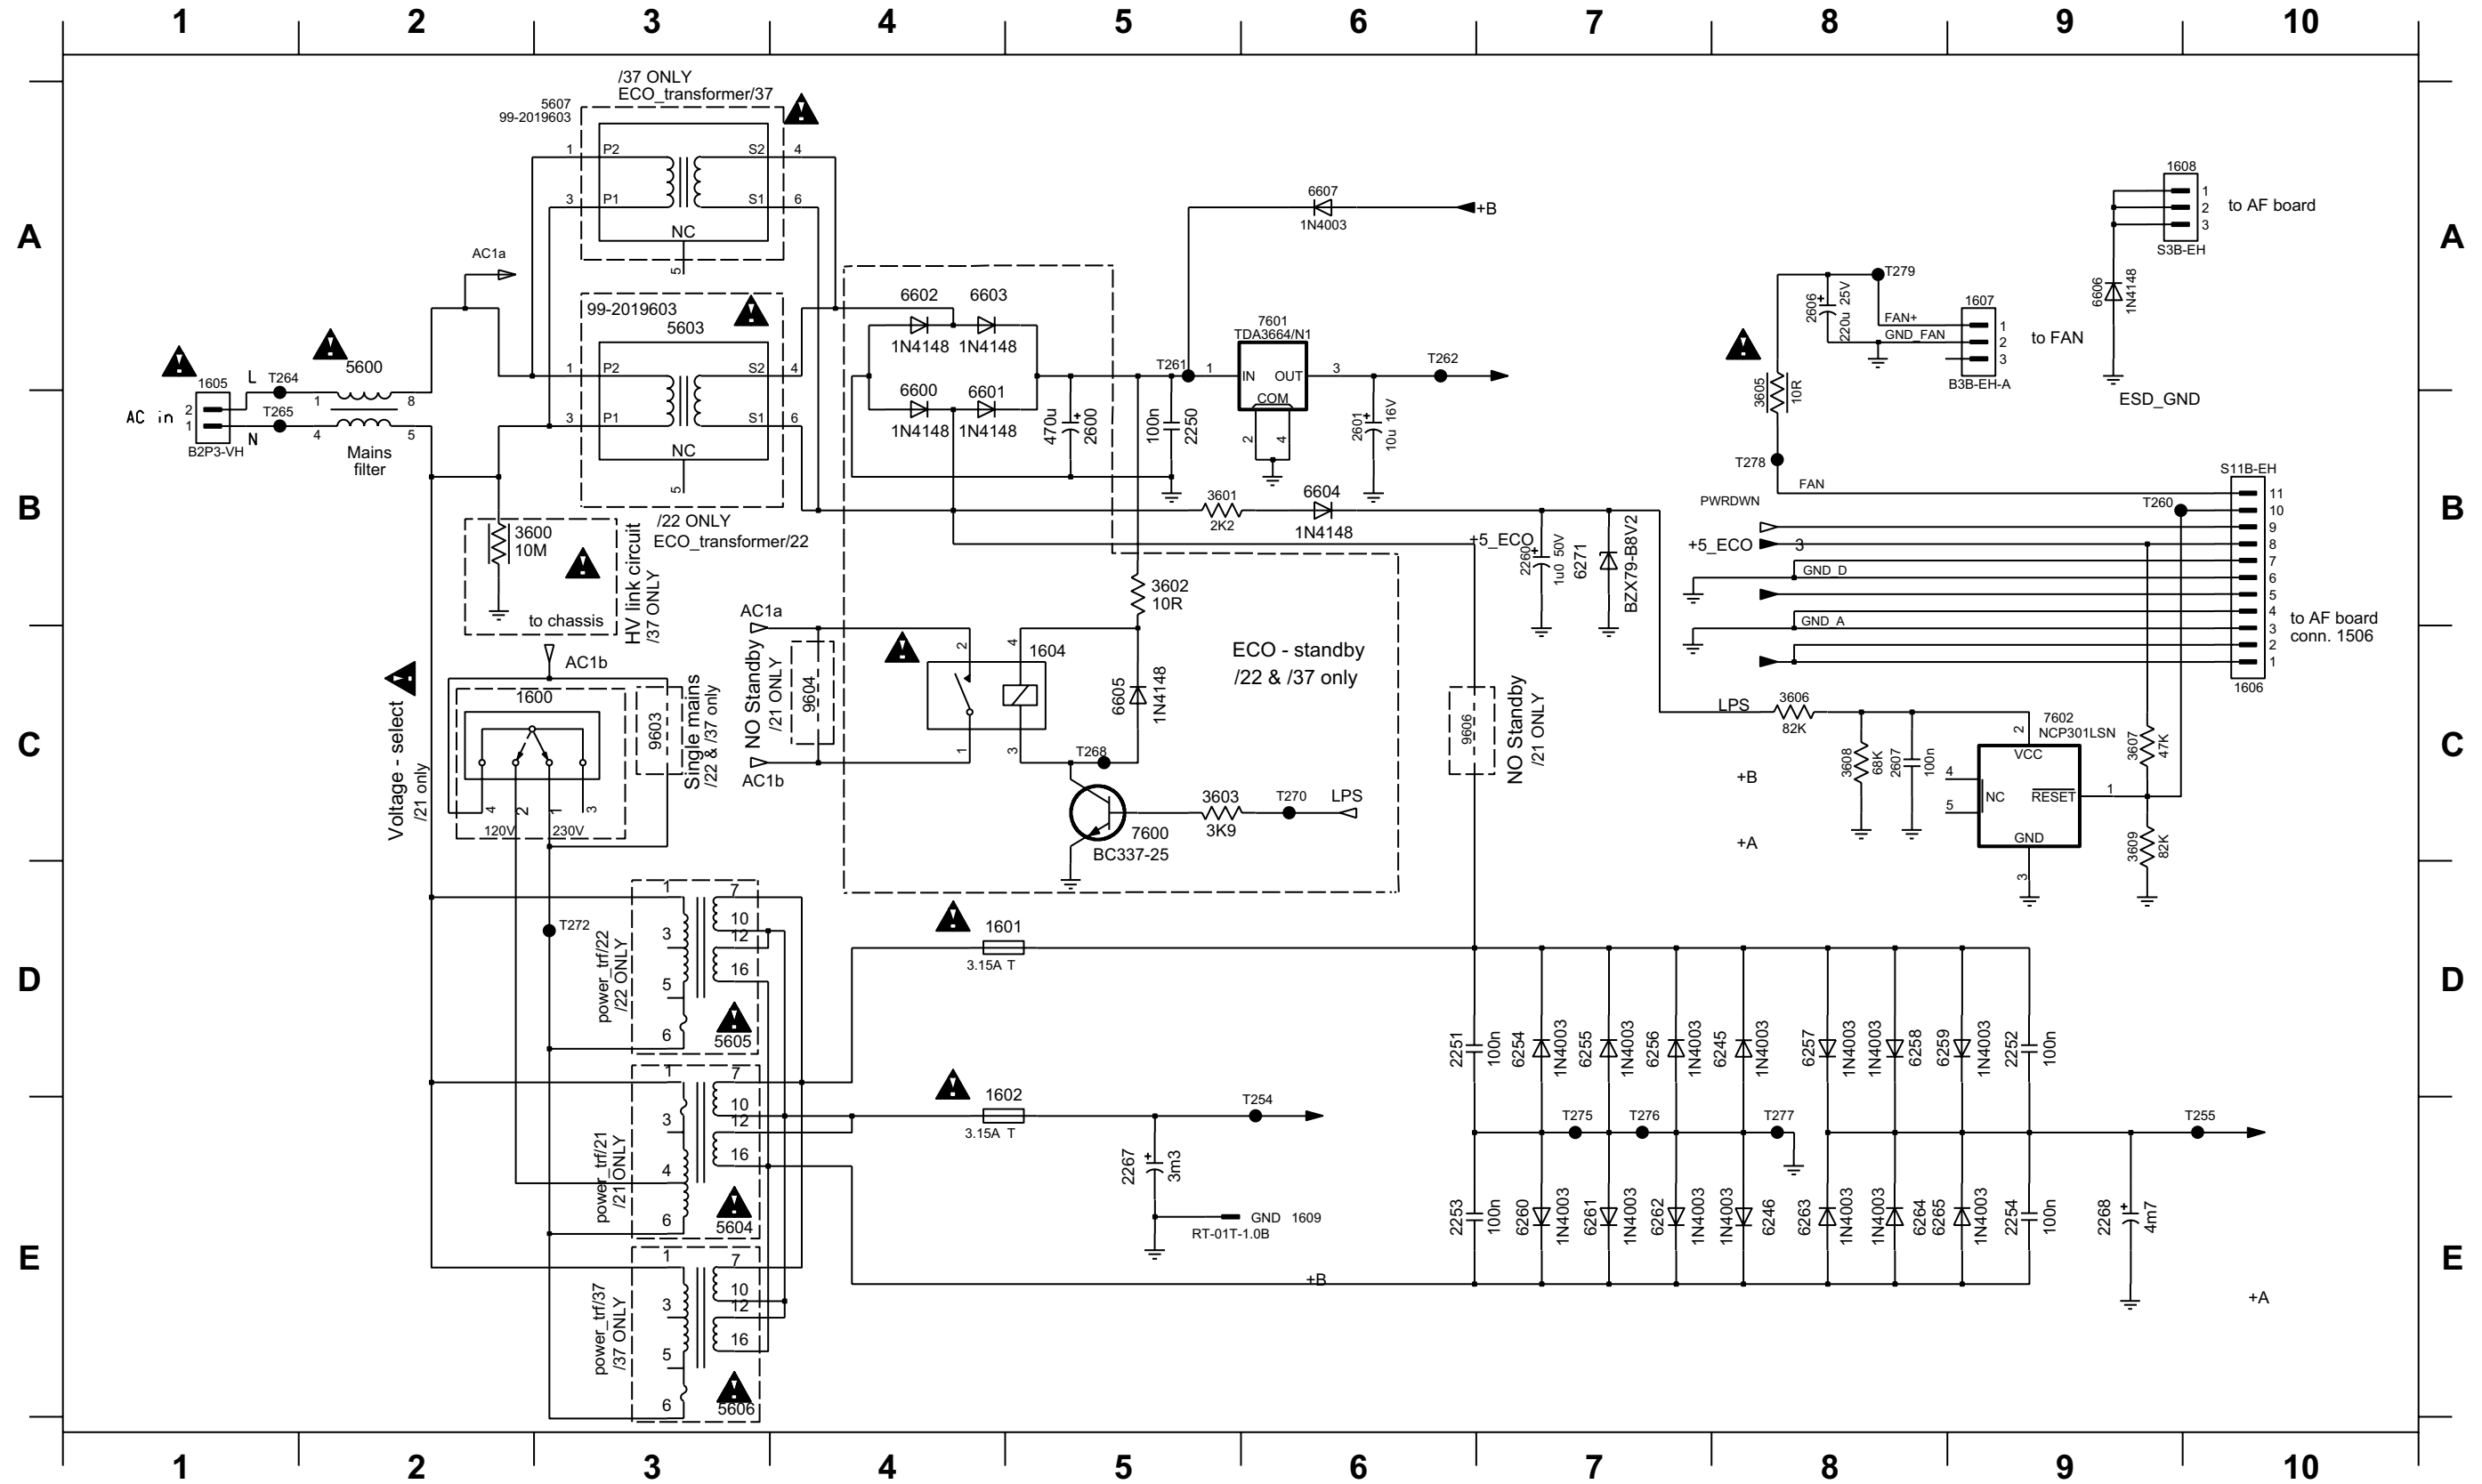 1 2 3 4 5 6 7 8 9 10
A
B
C
D
E
/37 ONLY
ECO_transformer/37
5607
99-2019603
1 P2 S2 4
3 P1 S1 6
NC
5
AC1a
99-2019603
5603
1 P2 S2 4
3 P1 S1 6
NC
5
/22 ONLY
ECO_transformer/22
5600
1605
L
T264
T265
N
AC in
2
1
B2P3-VH
1 8
4 5
Mains
filter
3600
10M
to chassis
HV link circuit
/37 ONLY
6602 6603
1N4148 1N4148
6600 6601
1N4148 1N4148
470u
2600
100n
2250
T261
1
7601
TDA3664/N1
IN OUT
COM
2 4
3
T262
2601
10u 16V
6607
1N4003
+B
3601
2K2
6604
1N4148
+5_ECO
2260
1u0 50V
6271
BZX79-B8V2
3602
10R
AC1a
NO Standby
/21 ONLY
9604
AC1b
2
1
4
3
1604
6605
1N4148
T268
7600
BC337-25
3603
3K9
T270
LPS
ECO - standby
/22 & /37 only
9606
NO Standby
/21 ONLY
T279
2606
220u 25V
FAN+
GND_FAN
1607
1
2
3
B3B-EH-A
to FAN
3605
10R
T278
FAN
1608
1
2
3
S3B-EH
to AF board
6606
1N4148
ESD_GND
S11B-EH
PWRDWN
T260
+5_ECO 3
GND_D
GND_A
11
10
9
8
7
6
5
4
3
2
1
1606
to AF board
conn. 1506
LPS
3606
82K
3608
68K
2607
100n
7602
NCP301LSN
2
VCC
4
5
NC
RESET
1
GND
3
3607
47K
3609
82K
+B
+A
Voltage - select
/21 only
AC1b
1600
4 2 1 3
120V 230V
9603
Single mains
/22 & /37 only
T272
power_trf/22
/22 ONLY
1
3
5
6
7
10
12
16
5605
power_trf/21
/21 ONLY
1
3
4
6
7
10
12
16
5604
power_trf/37
/37 ONLY
1
3
5
6
7
10
12
16
5606
1601
3.15A T
1602
3.15A T
T254
2267
3m3
GND 1609
RT-01T-1.0B
+B
2251
100n
6254
1N4003
6255
1N4003
6256
1N4003
6245
1N4003
6257
1N4003
1N4003
6258
6259
1N4003
2252
100n
T275 T276 T277
T255
2253
100n
6260
1N4003
6261
1N4003
6262
1N4003
1N4003
6246
6263
1N4003
1N4003
6264
6265
1N4003
2254
100n
2268
4m7
+A
A
B
C
D
E
1 2 3 4 5 6 7 8 9 10